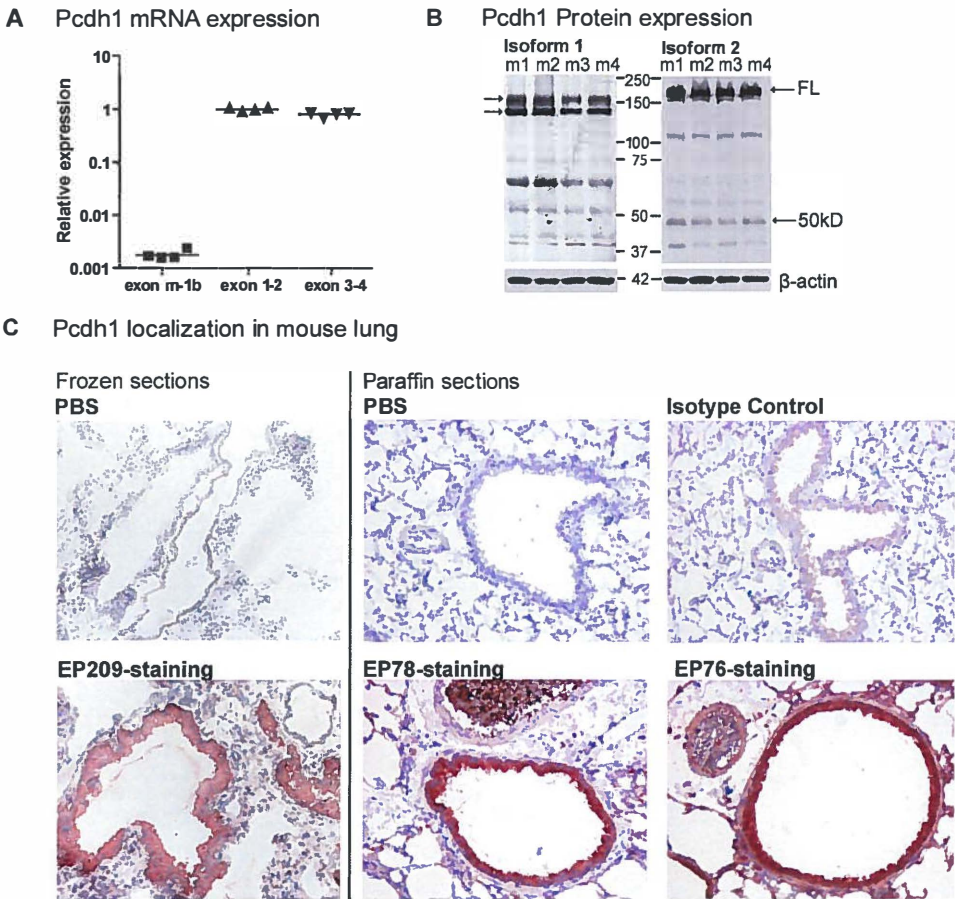 A Pcdh1 mRNA expression
10
1
0.1
0.01
0.001
Relative expression
exon m-1b exon 1-2 exon 3-4
B Pcdh1 Protein expression
Isoform 1 Isoform 2
m1 m2 m3 m4 m1 m2 m3 m4
250
150
100
75
50
37
42
FL
50kD
β-actin
C Pcdh1 localization in mouse lung
Frozen sections Paraffin sections
PBS PBS Isotype Control
EP209-staining EP78-staining EP76-staining